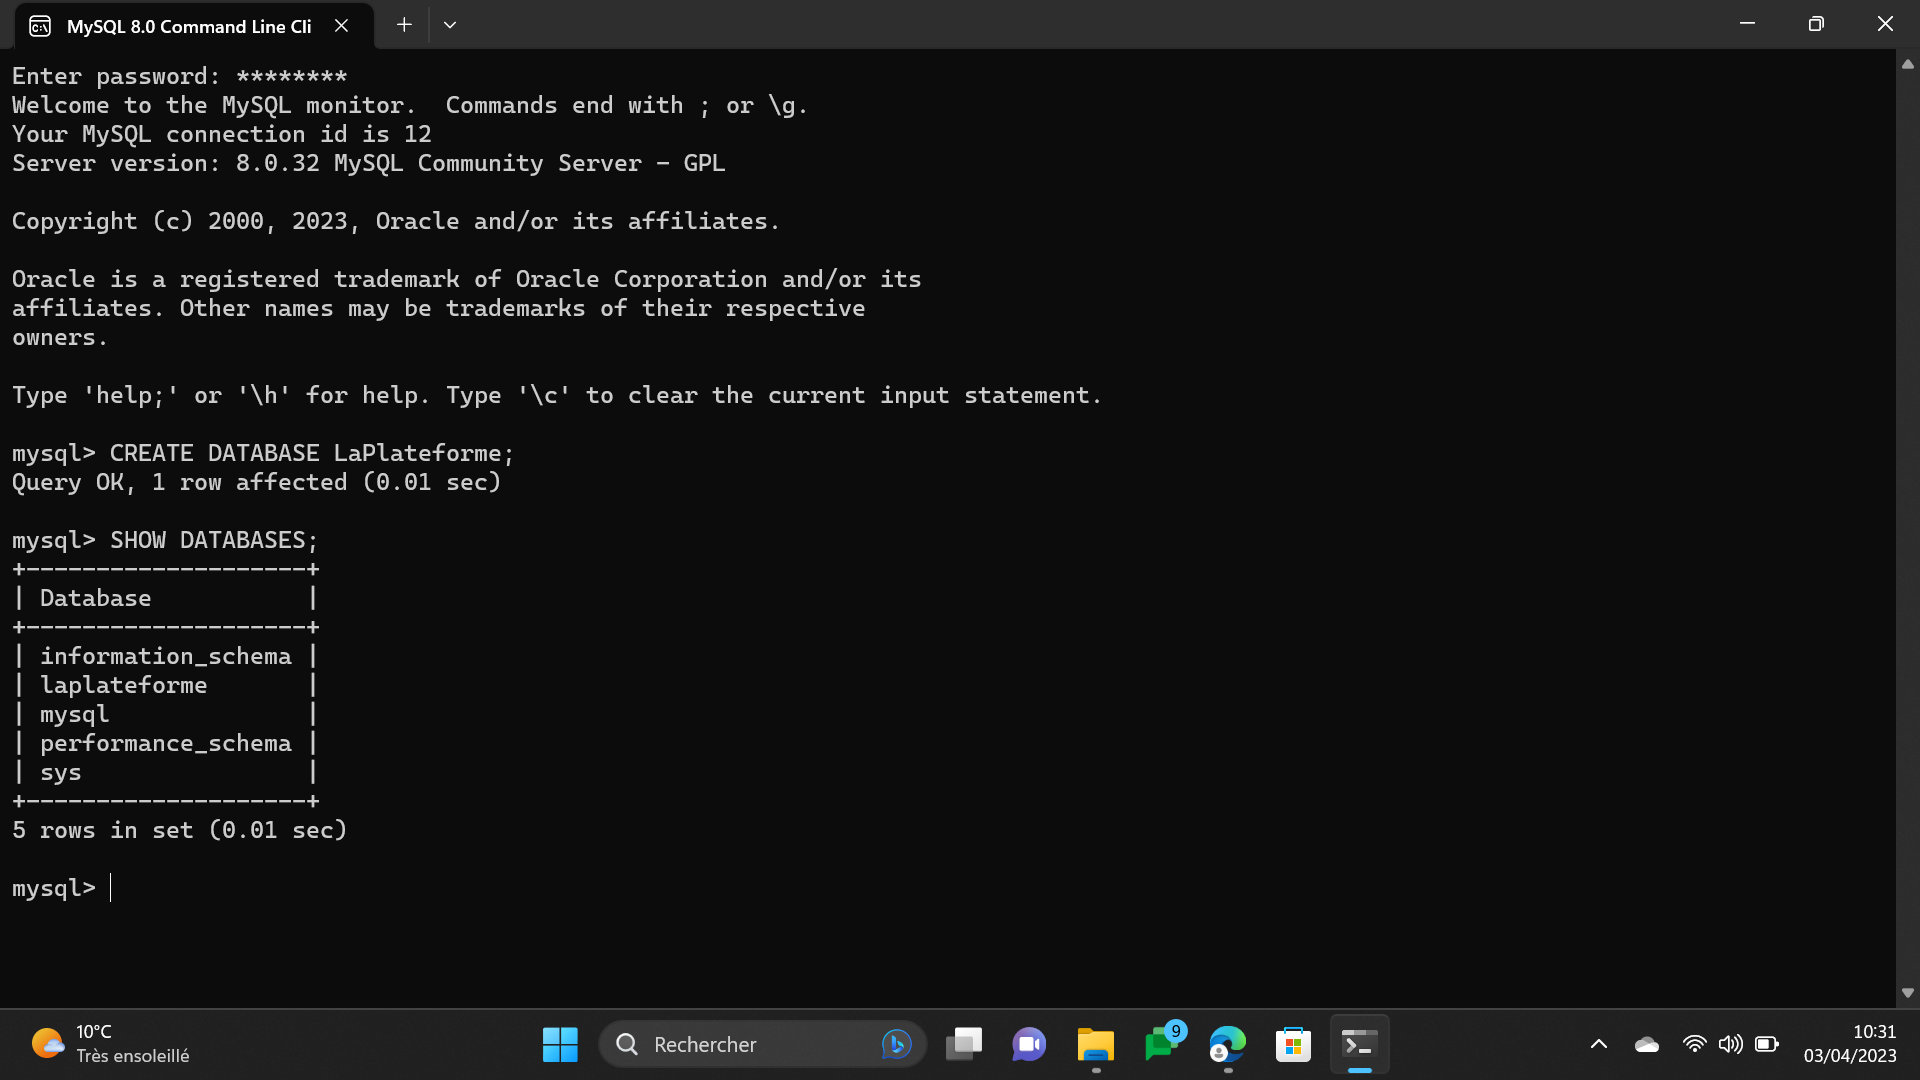 MySQL 8.0 Command Line Cli
Enter password: ********
Welcome to the MySQL monitor.  Commands end with ; or \g.
Your MySQL connection id is 12
Server version: 8.0.32 MySQL Community Server - GPL
Copyright (c) 2000, 2023, Oracle and/or its affiliates.
Oracle is a registered trademark of Oracle Corporation and/or its
affiliates. Other names may be trademarks of their respective
owners.
Type 'help;' or '\h' for help. Type '\c' to clear the current input statement.
mysql> CREATE DATABASE LaPlateforme;
Query OK, 1 row affected (0.01 sec)
mysql> SHOW DATABASES;
+--------------------+
| Database           |
+--------------------+
| information_schema |
| laplateforme       |
| mysql              |
| performance_schema |
| sys                |
+--------------------+
5 rows in set (0.01 sec)
mysql>
10°C
Très ensoleillé
Rechercher
9
10:31
03/04/2023